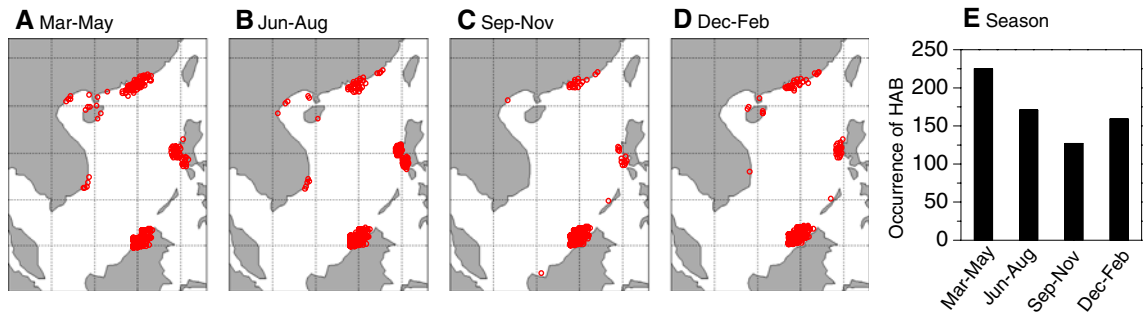 A Mar-May
B Jun-Aug
C Sep-Nov
D Dec-Feb
E Season
Occurrence of HAB
250
200
150
100
50
0
Mar-May
Jun-Aug
Sep-Nov
Dec-Feb